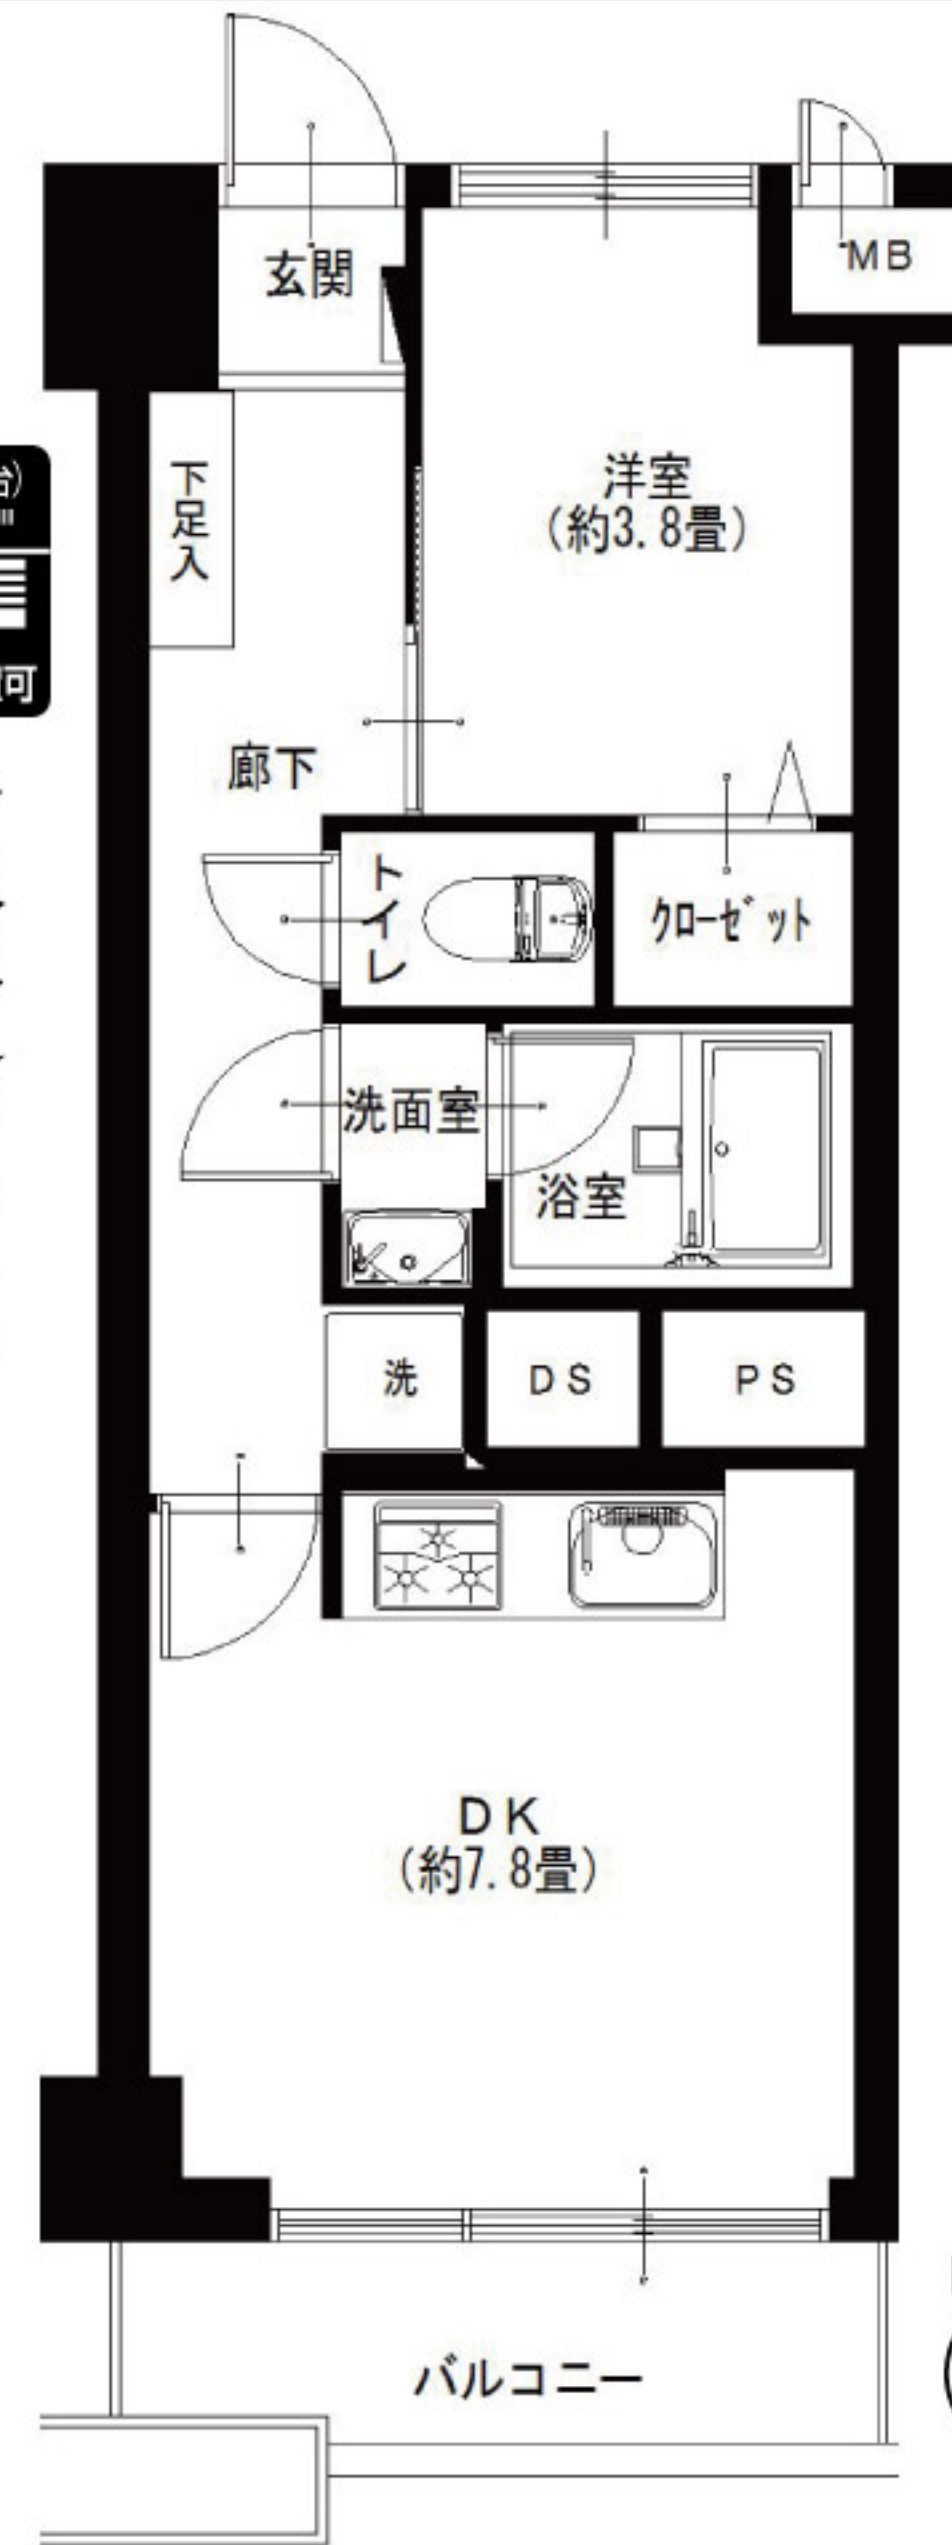 玄関
MB
台)
下足入
洋室
(約3.8畳)
可
廊下
トイレ
クローゼット
洗面室
浴室
洗
DS
PS
DK
(約7.8畳)
バルコニー